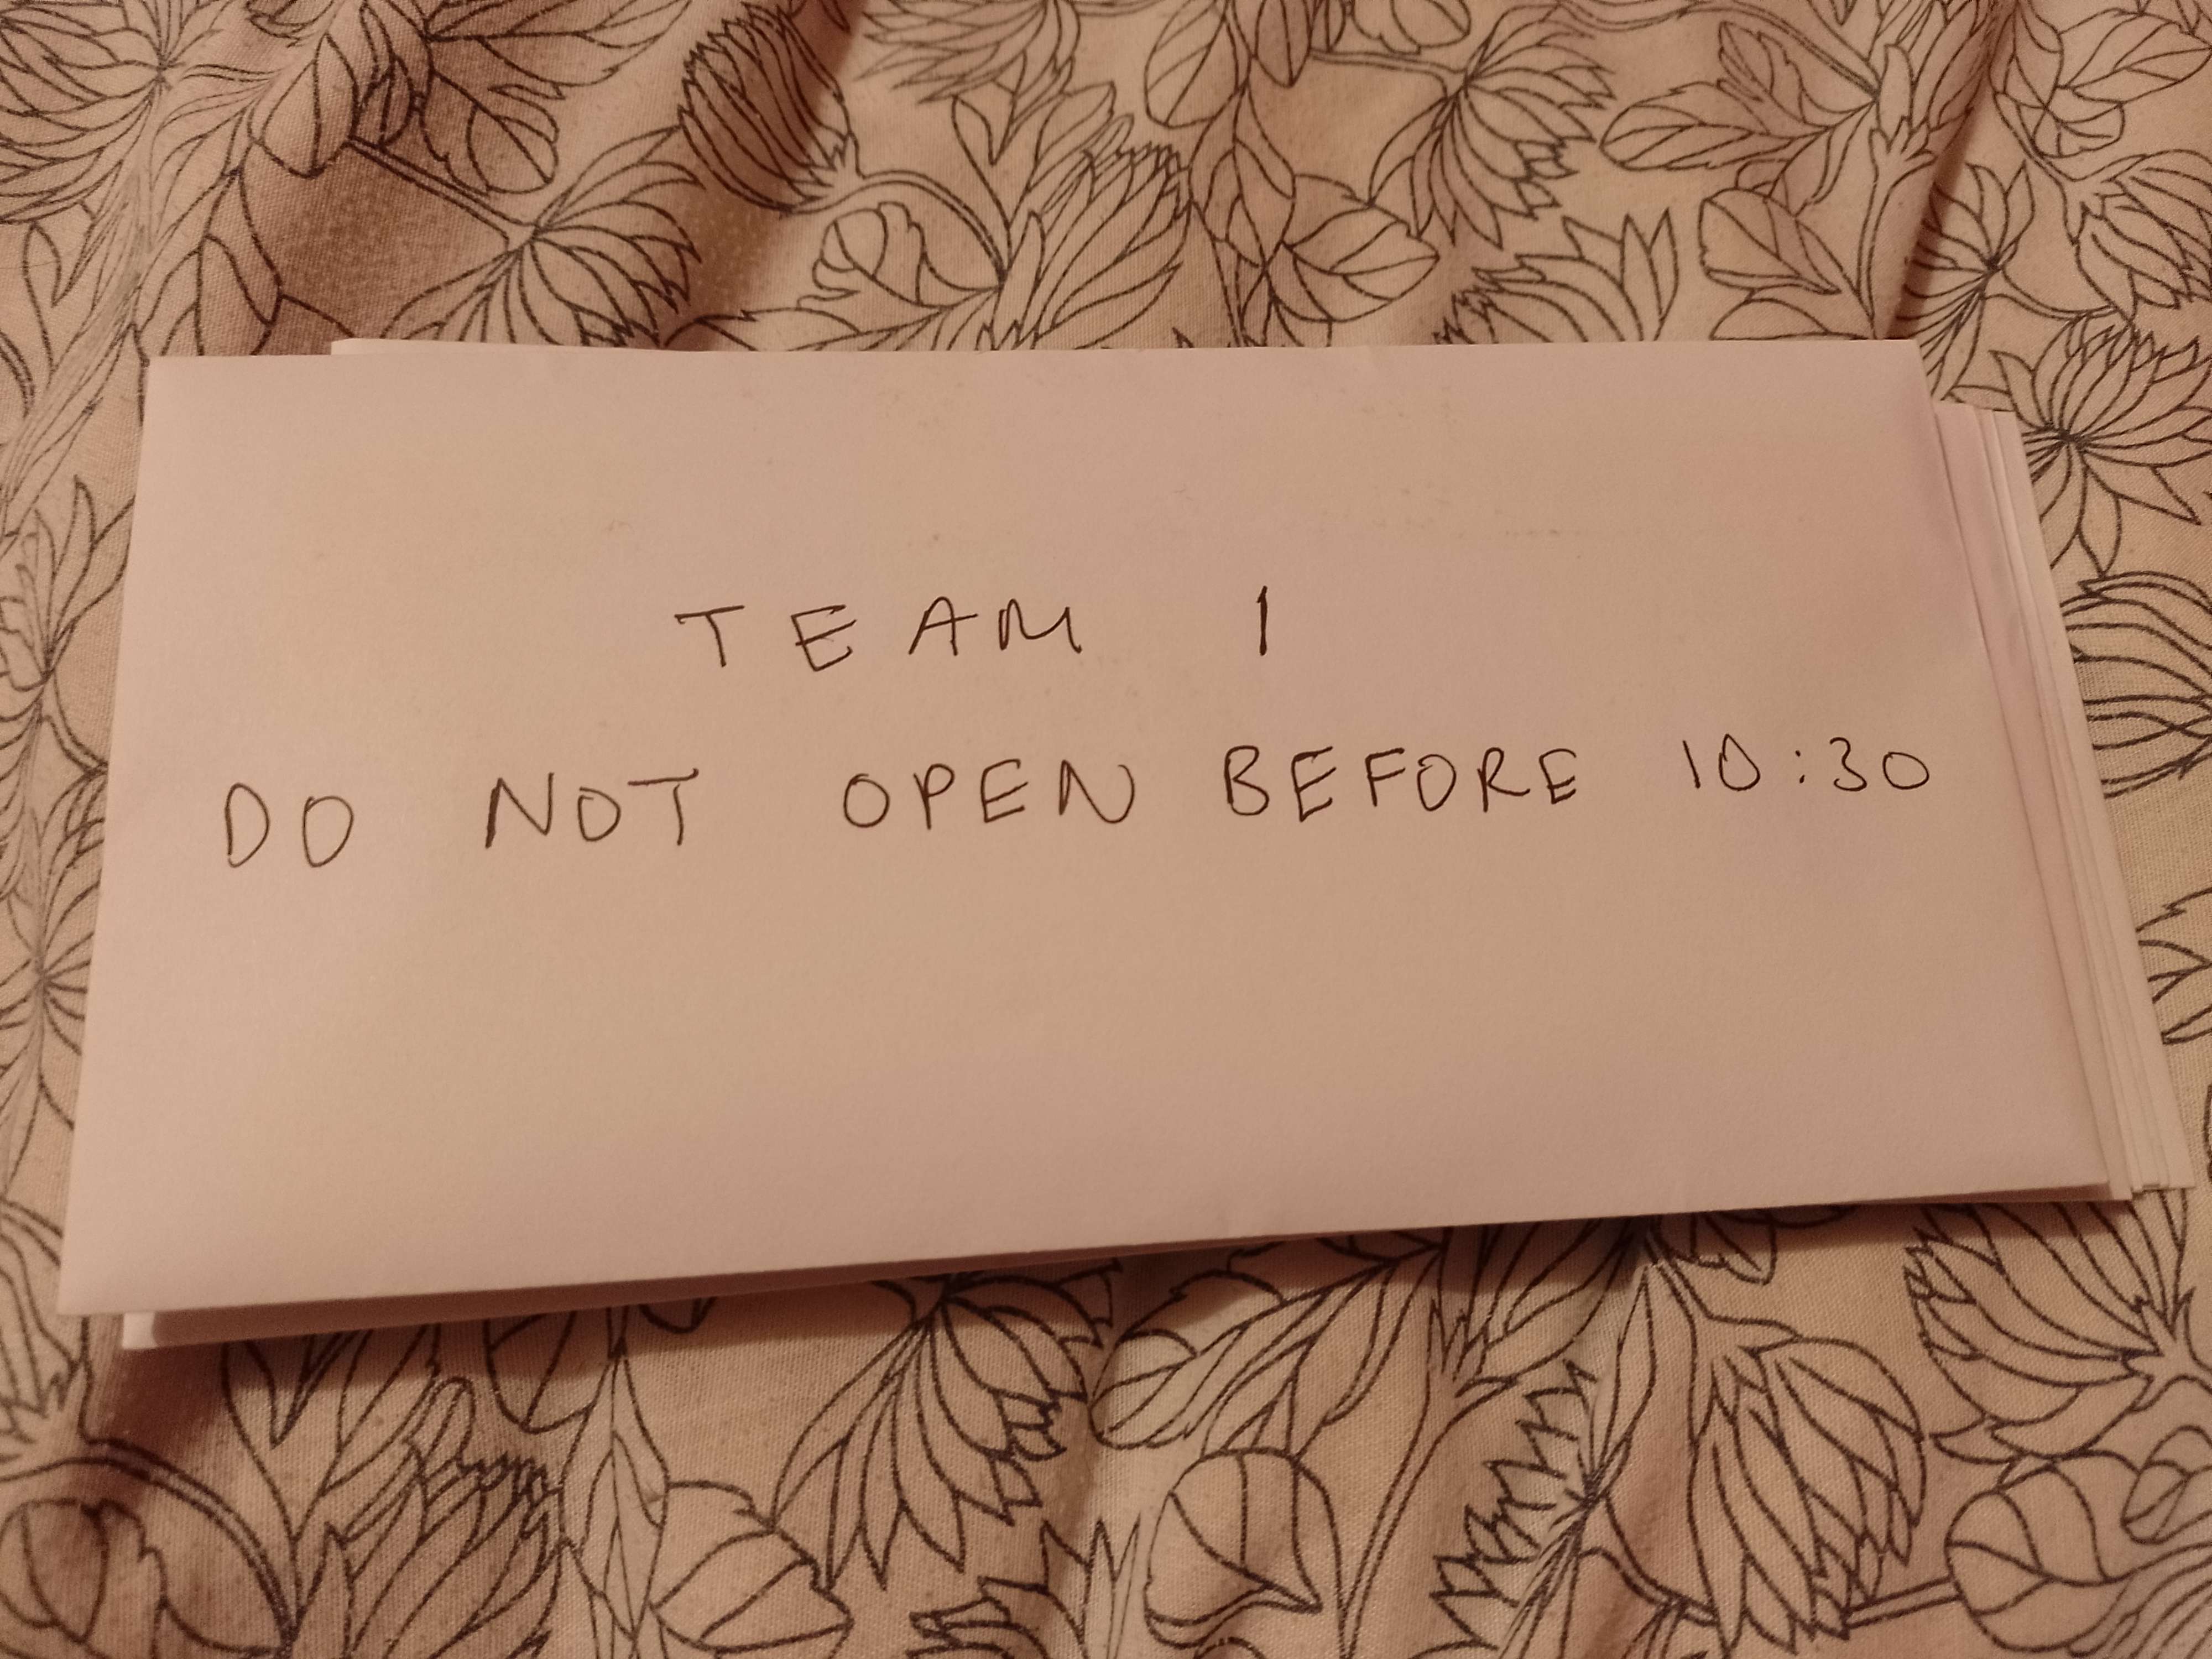 TEAM 1
DO NOT OPEN BEFORE 10:30